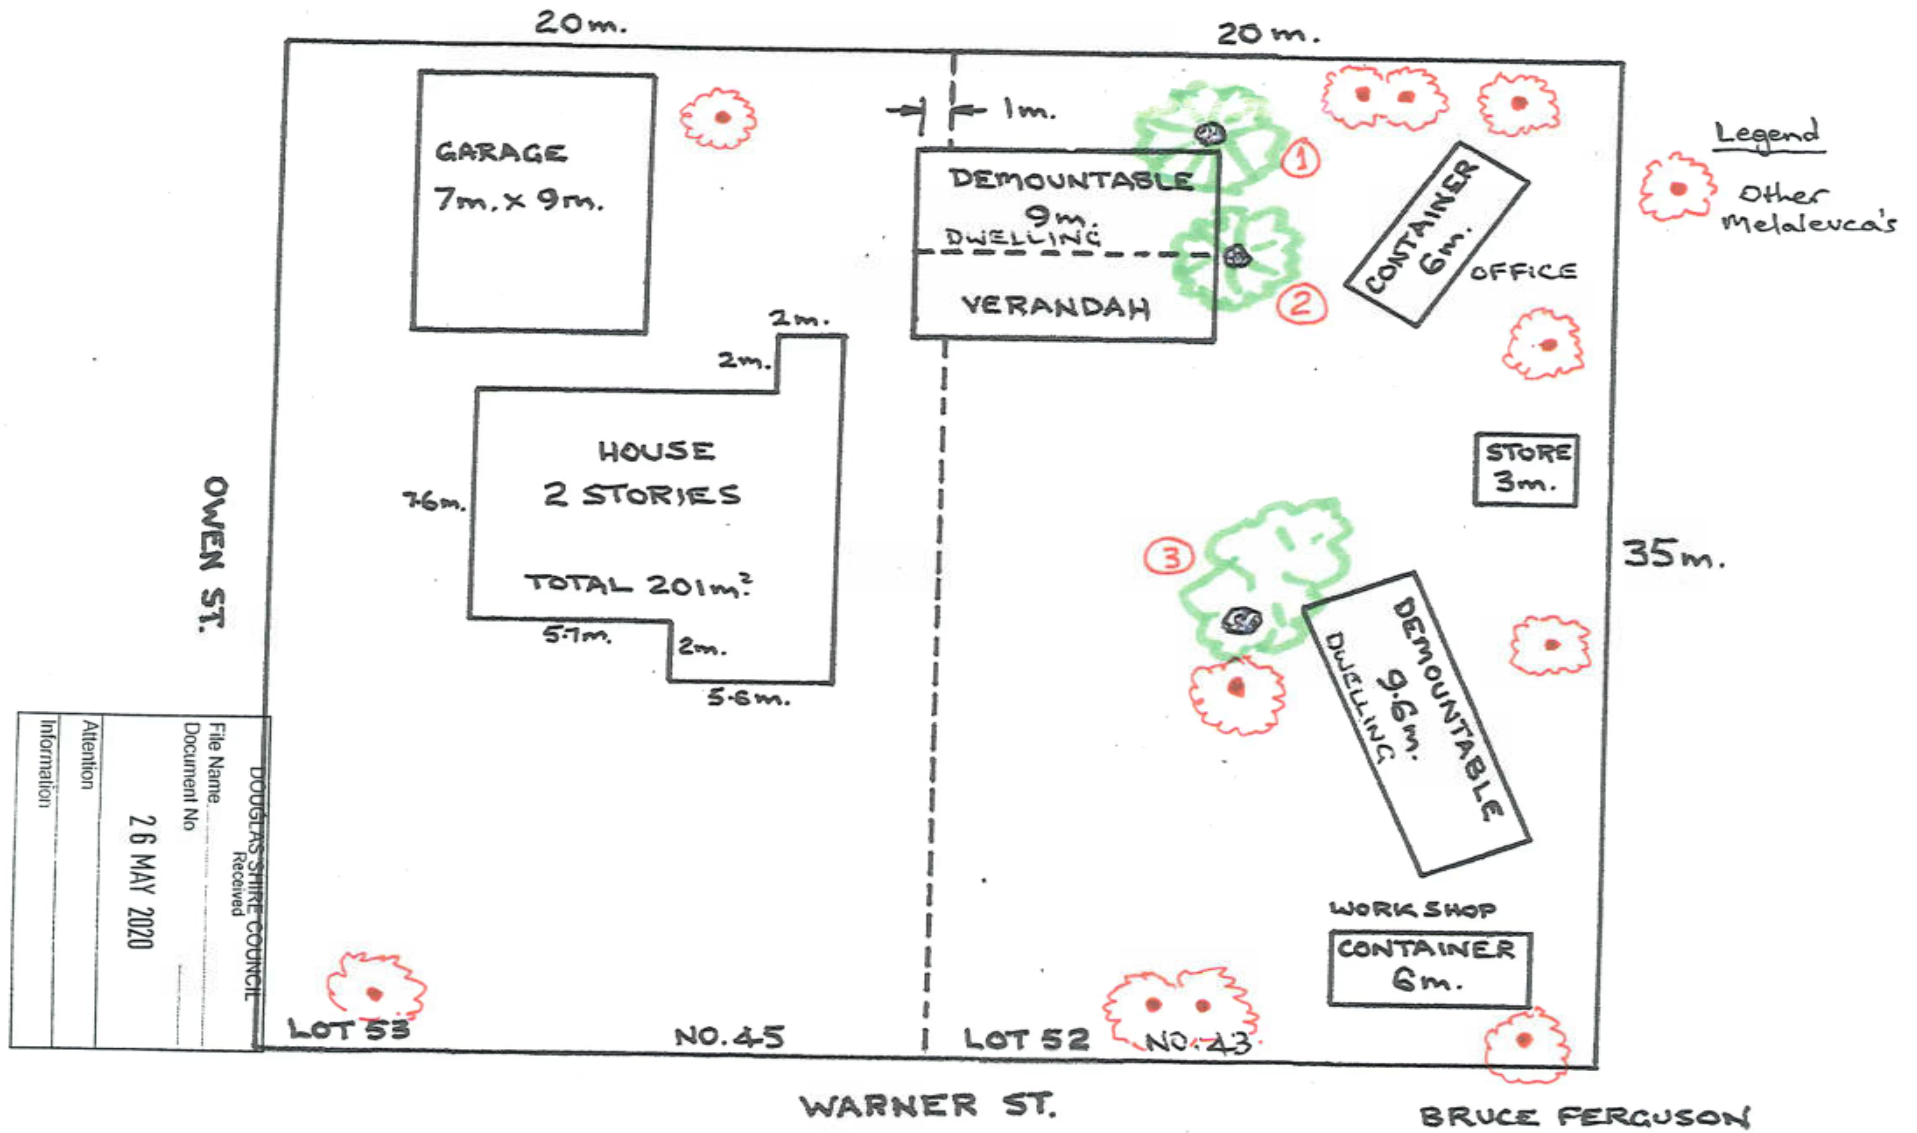 20m.
20m.
1m.
GARAGE
7m. x 9m.
DEMOUNTABLE
9m.
DWELLING
VERANDAH
1
2
CONTAINER
6m.
OFFICE
Legend
Other
Melaleuca's
2m.
2m.
HOUSE
2 STORIES
TOTAL 201m²
7.6m.
5.7m.
2m.
5.6m.
OWEN ST.
STORE
3m.
35m.
3
DEMOUNTABLE
9.6m.
DWELLING
WORKSHOP
CONTAINER
6m.
DOUGLAS SHIRE COUNCIL
Received
File Name
Document No
26 MAY 2020
Attention
Information
LOT 53
NO.45
LOT 52
NO.43
WARNER ST.
BRUCE FERGUSON